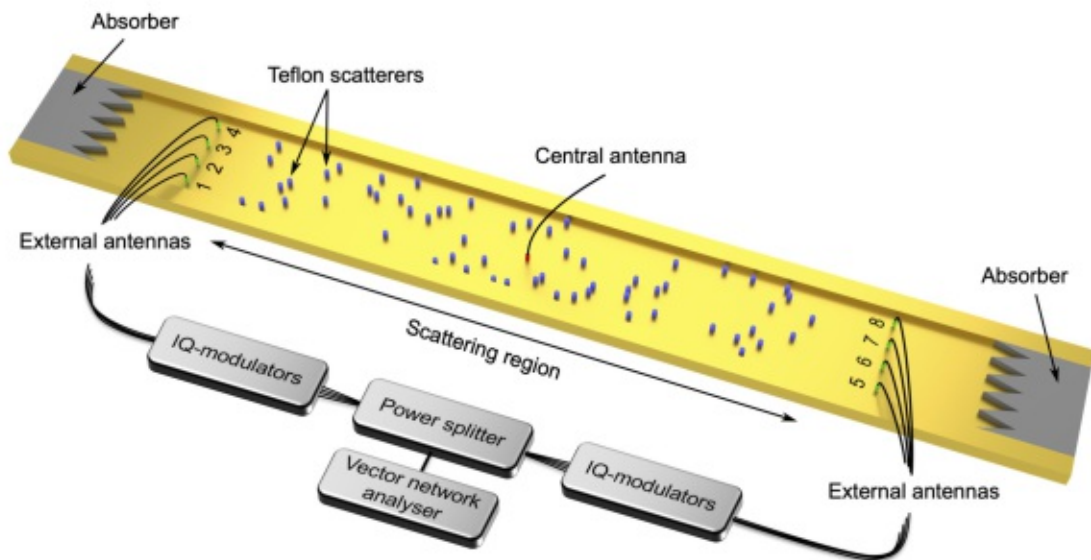 Absorber
Teflon scatterers
Central antenna
4
3
2
1
External antennas
Absorber
Scattering region
8
7
6
5
IQ-modulators
Power splitter
Vector network
analyser
IQ-modulators
External antennas